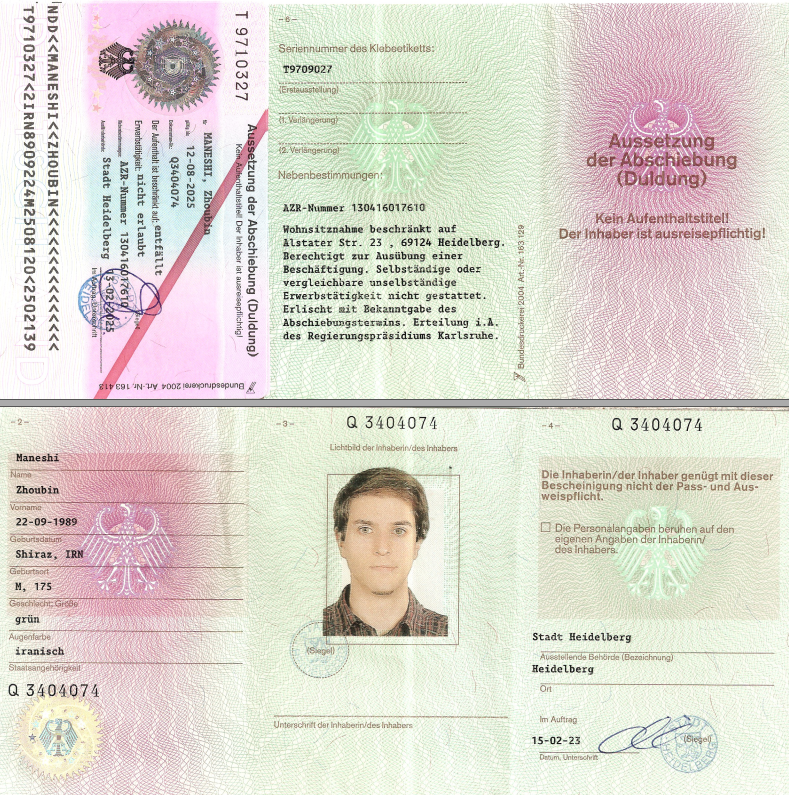 NDD<<MANESHI<<ZHOUBIN<<<<<<<<<<<<<<<
T9710327<2IRN8909224M2508120<2502139
T 9710327
Aussetzung der Abschiebung (Duldung)
Kein Aufenthaltstitel! Der Inhaber ist ausreisepflichtig!
MANESHI, Zhoubin
gültig bis
12-08-2025
Q3404074
Der Aufenthalt ist beschränkt auf: entfällt
Erwerbstätigkeit: nicht erlaubt
AZR-Nummer 130416017610
Stadt Heidelberg
13-02-2025
Bundesdruckerei 2004 Art.-Nr. 163 413
– 6 –
Seriennummer des Klebeetiketts:
T9709027
(Erstausstellung)
(1. Verlängerung)
(2. Verlängerung)
Nebenbestimmungen:
AZR-Nummer 130416017610
Wohnsitznahme beschränkt auf
Alstater Str. 23 , 69124 Heidelberg.
Berechtigt zur Ausübung einer
Beschäftigung. Selbständige oder
vergleichbare unselbständige
Erwerbstätigkeit nicht gestattet.
Erlischt mit Bekanntgabe des
Abschiebungstermins. Erteilung i.A.
des Regierungspräsidiums Karlsruhe.
Bundesdruckerei 2004 Art.-Nr. 163 129
Aussetzung
der Abschiebung
(Duldung)
Kein Aufenthaltstitel!
Der Inhaber ist ausreisepflichtig!
– 2 –
Maneshi
Name
Zhoubin
Vorname
22-09-1989
Geburtsdatum
Shiraz, IRN
Geburtsort
M, 175
Geschlecht; Größe
grün
Augenfarbe
iranisch
Staatsangehörigkeit
Q 3404074
– 3 –
Q 3404074
Lichtbild der Inhaberin/des Inhabers
(Siegel)
Unterschrift der Inhaberin/des Inhabers
– 4 –
Q 3404074
Die Inhaberin/der Inhaber genügt mit dieser
Bescheinigung nicht der Pass- und Aus-
weispflicht.
Die Personalangaben beruhen auf den
eigenen Angaben der Inhaberin/
des Inhabers.
Stadt Heidelberg
Ausstellende Behörde (Bezeichnung)
Heidelberg
Ort
Im Auftrag
15-02-23
(Siegel)
Datum, Unterschrift
STADT HEIDELBERG